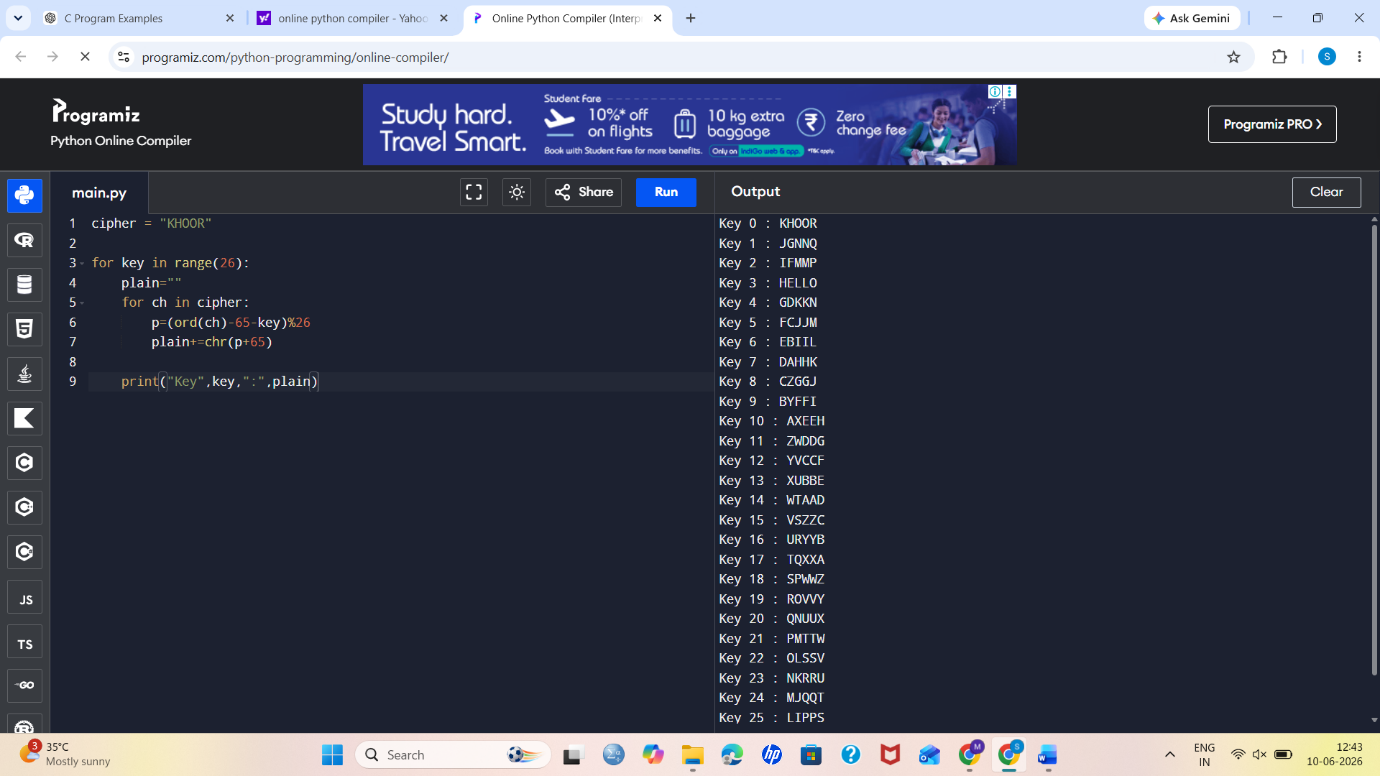 C Program Examples
online python compiler - Yahoo
Online Python Compiler (Interp
Ask Gemini
programiz.com/python-programming/online-compiler/
S
Programiz
Python Online Compiler
Study hard.
Travel Smart.
Student Fare
10%* off
on flights
10 kg extra
baggage
₹
Zero
change fee
Book with Student Fare for more benefits.
Only on IndiGo web & app.
*T&C apply.
Programiz PRO
main.py
Share
Run
Output
Clear
1 cipher = "KHOOR"
2
3 for key in range(26):
4     plain=""
5     for ch in cipher:
6         p=(ord(ch)-65-key)%26
7         plain+=chr(p+65)
8
9     print("Key",key,":",plain)
Key 0 : KHOOR
Key 1 : JGNNQ
Key 2 : IFMMP
Key 3 : HELLO
Key 4 : GDKKN
Key 5 : FCJJM
Key 6 : EBIIL
Key 7 : DAHHK
Key 8 : CZGGJ
Key 9 : BYFFI
Key 10 : AXEEH
Key 11 : ZWDDG
Key 12 : YVCCF
Key 13 : XUBBE
Key 14 : WTAAD
Key 15 : VSZZC
Key 16 : URYYB
Key 17 : TQXXA
Key 18 : SPWWZ
Key 19 : ROVVY
Key 20 : QNUUX
Key 21 : PMTTW
Key 22 : OLSSV
Key 23 : NKRRU
Key 24 : MJQQT
Key 25 : LIPPS
JS
TS
GO
3
35°C
Mostly sunny
Search
hp
M
S
ENG
IN
12:43
10-06-2026